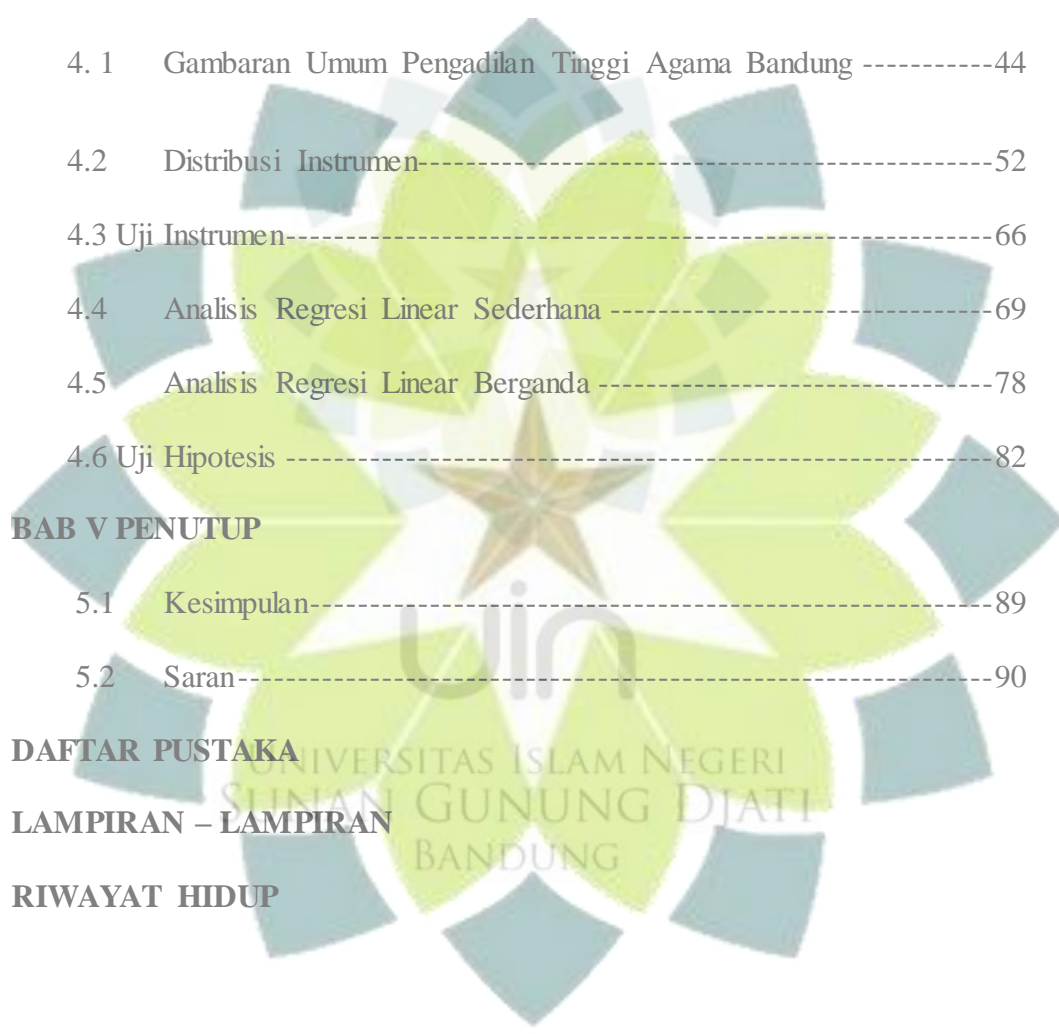 4. 1 Gambaran Umum Pengadilan Tinggi Agama Bandung -----------44
4.2 Distribusi Instrumen--------------------------------------------------52
4.3 Uji Instrumen-------------------------------------------------------------66
4.4 Analisis Regresi Linear Sederhana ---------------------------------69
4.5 Analisis Regresi Linear Berganda ----------------------------------78
4.6 Uji Hipotesis -------------------------------------------------------------82
BAB V PENUTUP
5.1 Kesimpulan-----------------------------------------------------------89
uin
5.2 Saran------------------------------------------------------------------90
DAFTAR PUSTAKA
UNIVERSITAS ISLAM NEGERI
SUNAN GUNUNG DJATI
LAMPIRAN – LAMPIRAN
BANDUNG
RIWAYAT HIDUP